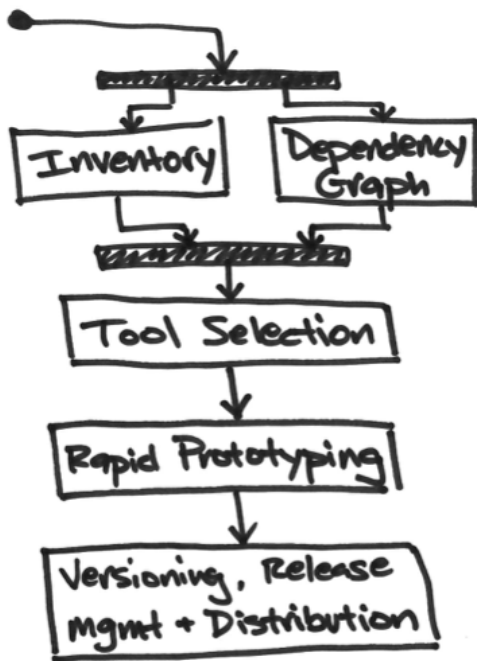 Inventory
Dependency
Graph
Tool Selection
Rapid Prototyping
Versioning, Release
Mgmt + Distribution